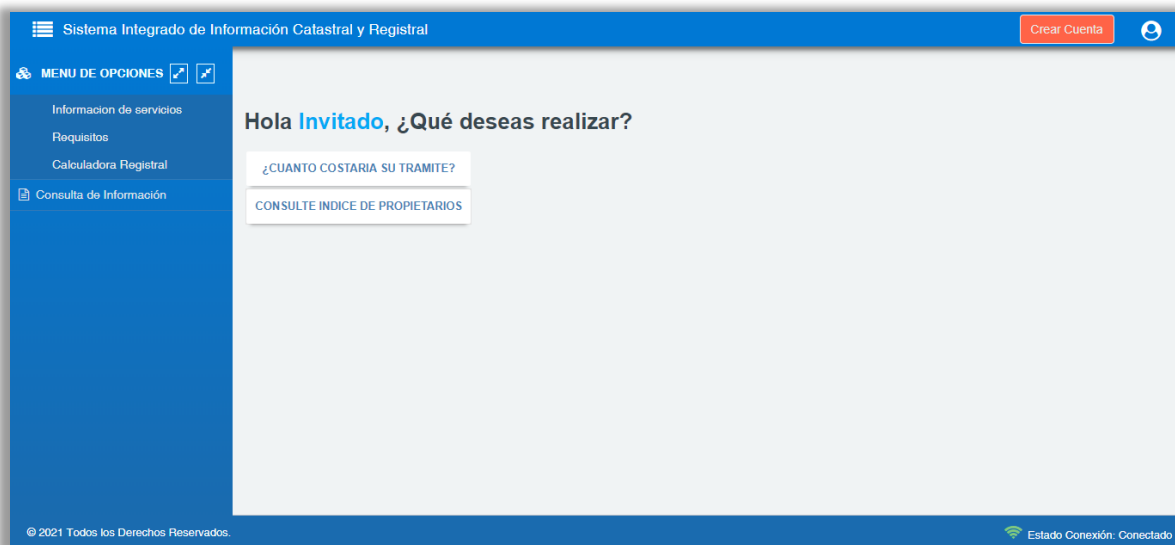 Sistema Integrado de Información Catastral y Registral
Crear Cuenta
MENU DE OPCIONES
Informacion de servicios
Requisitos
Calculadora Registral
Consulta de Información
Hola Invitado, ¿Qué deseas realizar?
¿CUANTO COSTARIA SU TRAMITE?
CONSULTE INDICE DE PROPIETARIOS
© 2021 Todos los Derechos Reservados.
Estado Conexión: Conectado